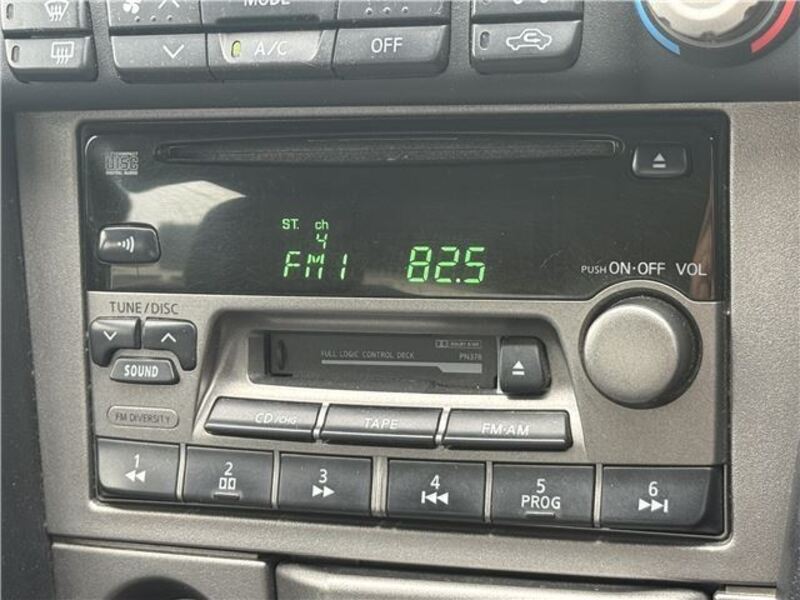 MODE
A/C
OFF
COMPACT
disc
DIGITAL AUDIO
ST. ch
4
FM1 82.5
PUSH ON·OFF VOL
TUNE/DISC
SOUND
FM DIVERSITY
DOLBY B NR
FULL LOGIC CONTROL DECK PN378
CD/CHG TAPE FM·AM
1 2 3 4 5 6
PROG